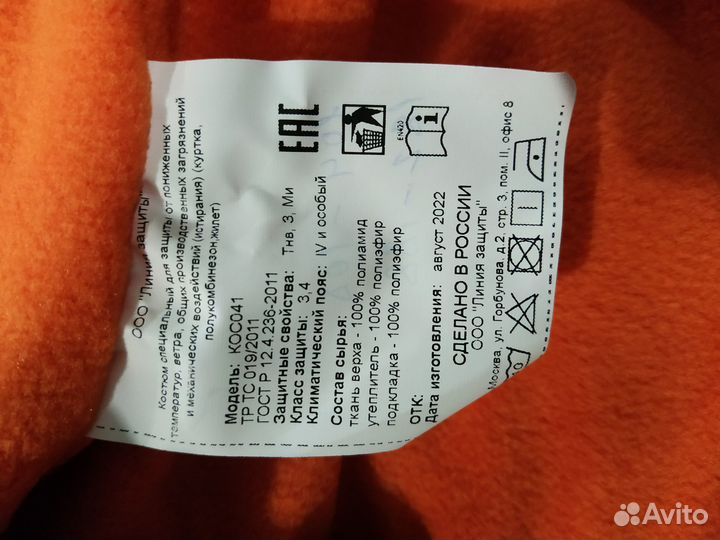 ООО "Линия защиты"
Костюм специальный для защиты от пониженных
температур, ветра, общих производственных загрязнений
и механических воздействий (истирания) (куртка,
полукомбинезон,жилет)
Модель: КОС041
ТР ТС 019/2011
ГОСТ Р 12.4.236-2011
Защитные свойства: Тнв, З, Ми
Класс защиты: 3,4
Климатический пояс: IV и особый
Состав сырья:
ткань верха - 100% полиамид
утеплитель - 100% полиэфир
подкладка - 100% полиэфир
ОТК:
Дата изготовления: август 2022
СДЕЛАНО В РОССИИ
ООО "Линия защиты"
Москва, ул. Горбунова, д.2, стр. 3, пом. II, офис 8
ЕАС
EN420
Avito